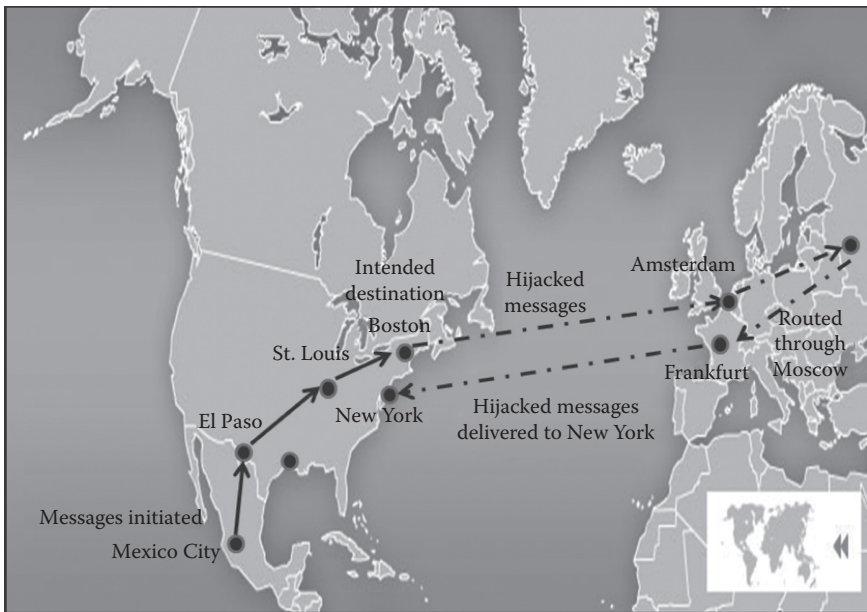 Intended
destination
Boston
Hijacked
messages
Amsterdam
Routed
through
Moscow
Frankfurt
St. Louis
New York
El Paso
Hijacked messages
delivered to New York
Messages initiated
Mexico City